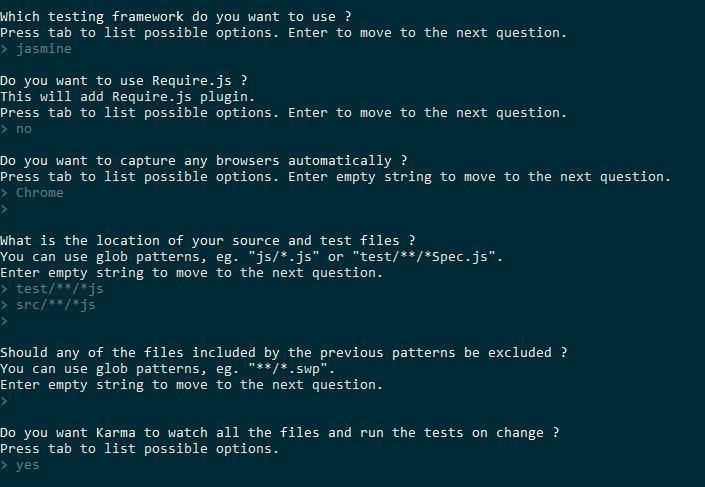 Which testing framework do you want to use ?
Press tab to list possible options. Enter to move to the next question.
> jasmine
Do you want to use Require.js ?
This will add Require.js plugin.
Press tab to list possible options. Enter to move to the next question.
> no
Do you want to capture any browsers automatically ?
Press tab to list possible options. Enter empty string to move to the next question.
> Chrome
>
What is the location of your source and test files ?
You can use glob patterns, eg. "js/*.js" or "test/**/*Spec.js".
Enter empty string to move to the next question.
> test/**/*js
> src/**/*js
>
Should any of the files included by the previous patterns be excluded ?
You can use glob patterns, eg. "**/*.swp".
Enter empty string to move to the next question.
>
Do you want Karma to watch all the files and run the tests on change ?
Press tab to list possible options.
> yes